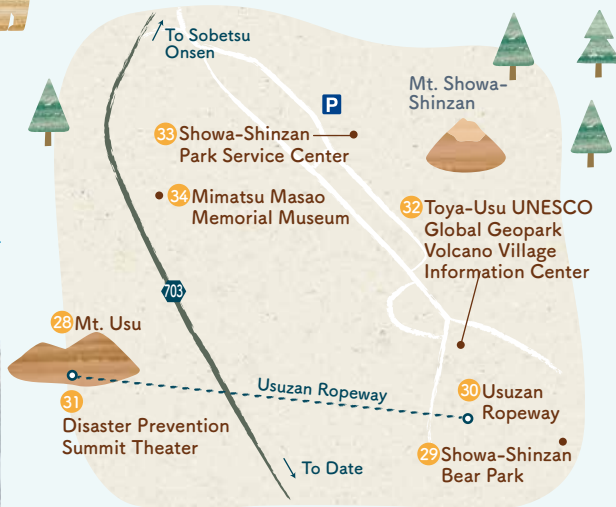 To Sobetsu
Onsen
P
Mt. Showa-
Shinzan
33 Showa-Shinzan
Park Service Center
34 Mimatsu Masao
Memorial Museum
32 Toya-Usu UNESCO
Global Geopark
Volcano Village
Information Center
703
28 Mt. Usu
Usuzan Ropeway
30 Usuzan
Ropeway
31
Disaster Prevention
Summit Theater
29 Showa-Shinzan
Bear Park
To Date